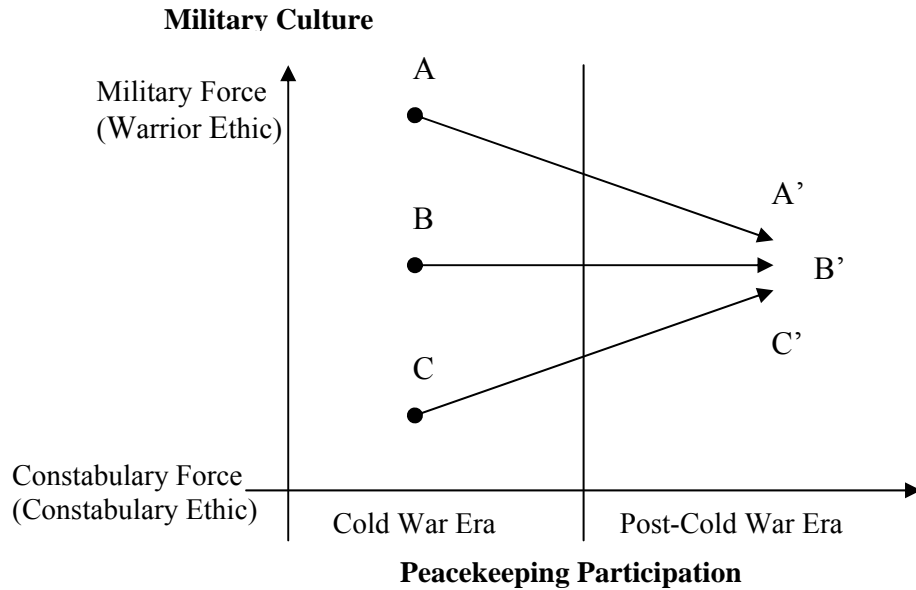 Military Culture
A
Military Force
(Warrior Ethic)
A’
B
B’
C’
C
Constabulary Force
(Constabulary Ethic)
Cold War Era
Post-Cold War Era
Peacekeeping Participation